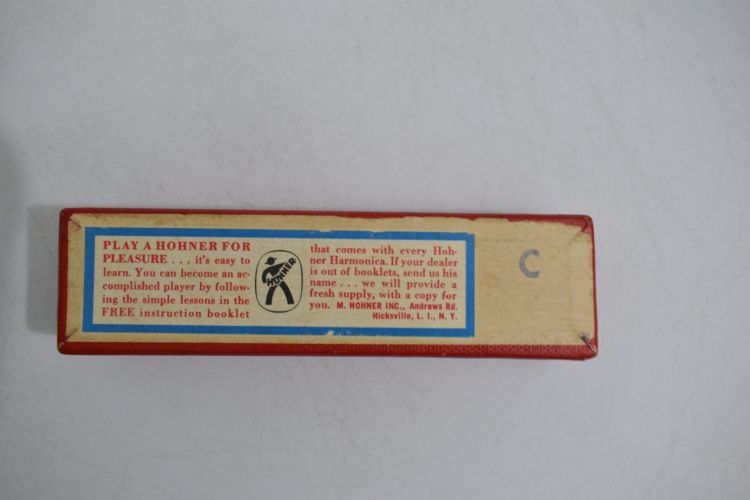 PLAY A HOHNER FOR
PLEASURE . . . it's easy to
learn. You can become an ac-
complished player by follow-
ing the simple lessons in the
FREE instruction booklet
HOHNER
that comes with every Hoh-
ner Harmonica. If your dealer
is out of booklets, send us his
name . . . we will provide a
fresh supply, with a copy for
you. M. HOHNER INC., Andrews Rd.
Hicksville, L. I., N. Y.
C